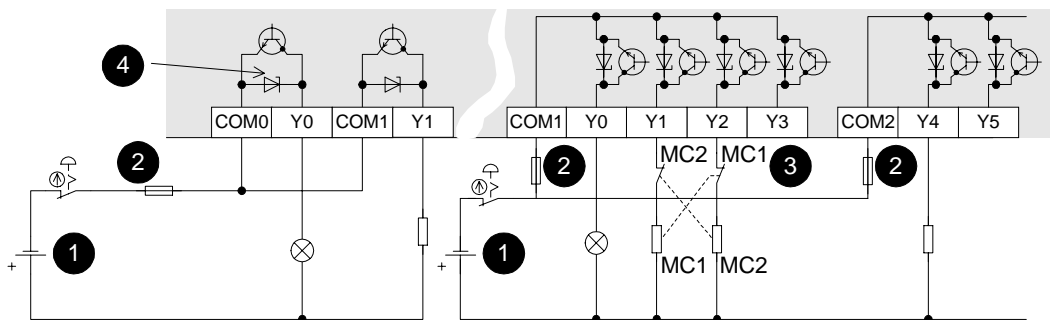 4
COM0 Y0 COM1 Y1
COM1 Y0 Y1 Y2 Y3
COM2 Y4 Y5
2
2
MC2 MC1
3
2
1
+
1
+
MC1 MC2